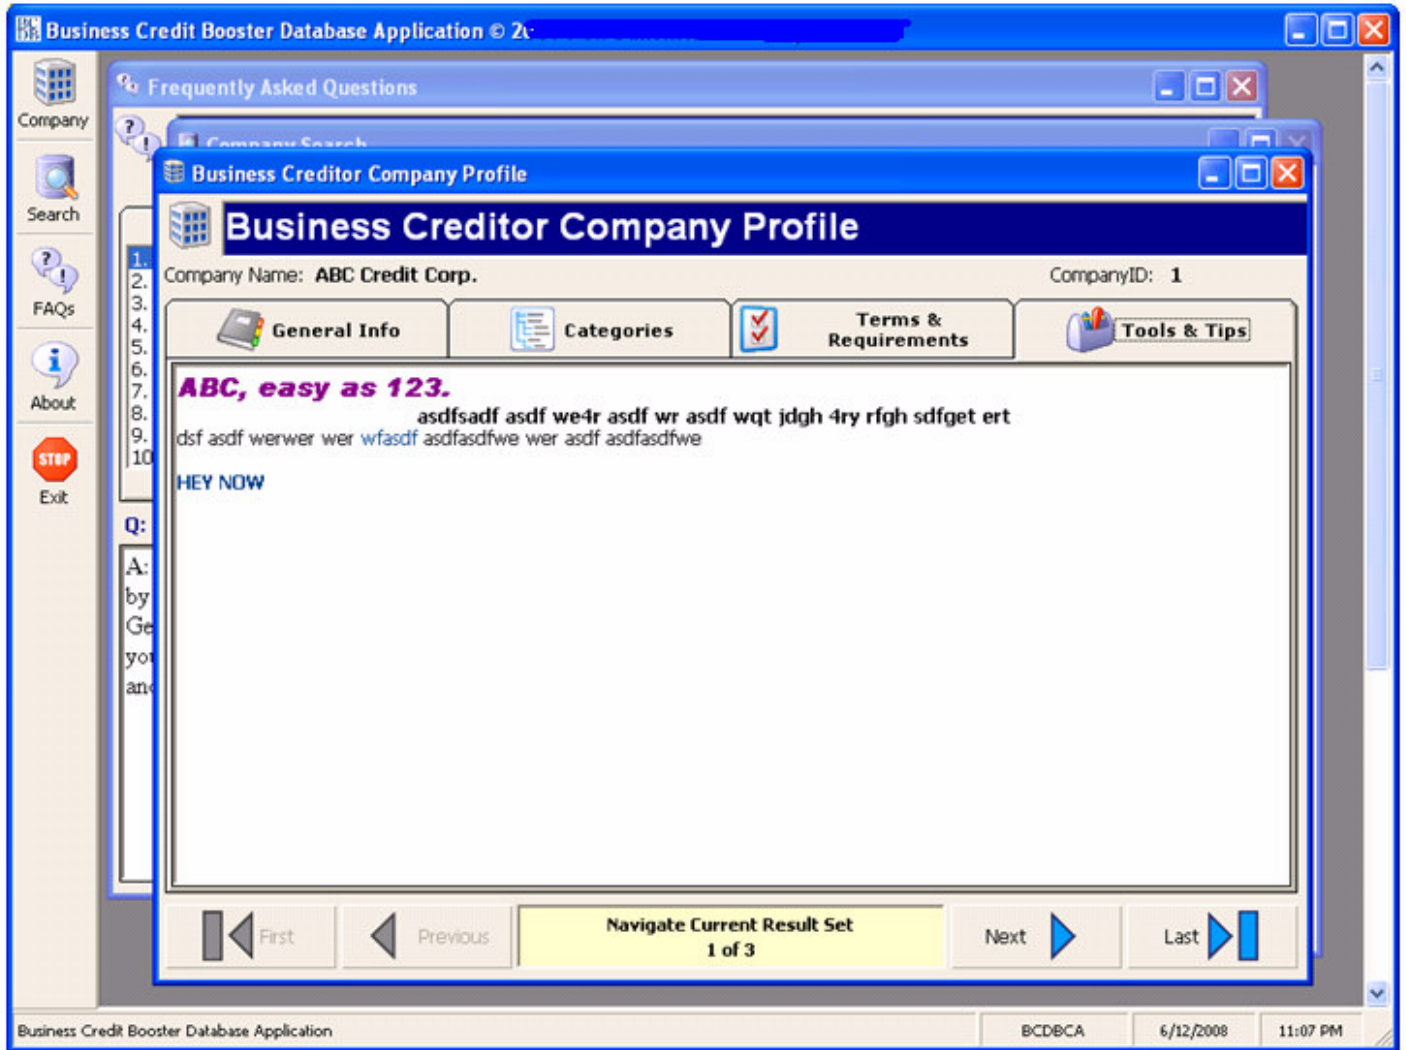 Business Credit Booster Database Application ©
Company
Search
FAQs
About
STOP
Exit
Frequently Asked Questions
Company Search
1.
2.
3.
4.
5.
6.
7.
8.
9.
10
Q:
A:
by
Ge
you
and
Business Creditor Company Profile
Business Creditor Company Profile
Company Name: ABC Credit Corp. CompanyID: 1
General Info Categories Terms & Requirements Tools & Tips
ABC, easy as 123.
asdfsadf asdf we4r asdf wr asdf wqt jdgh 4ry rfgh sdfget ert
dsf asdf werwer wer wfasdf asdfasdfwe wer asdf asdfasdfwe
HEY NOW
First Previous Navigate Current Result Set Next Last
1 of 3
Business Credit Booster Database Application BCDBCA 6/12/2008 11:07 PM